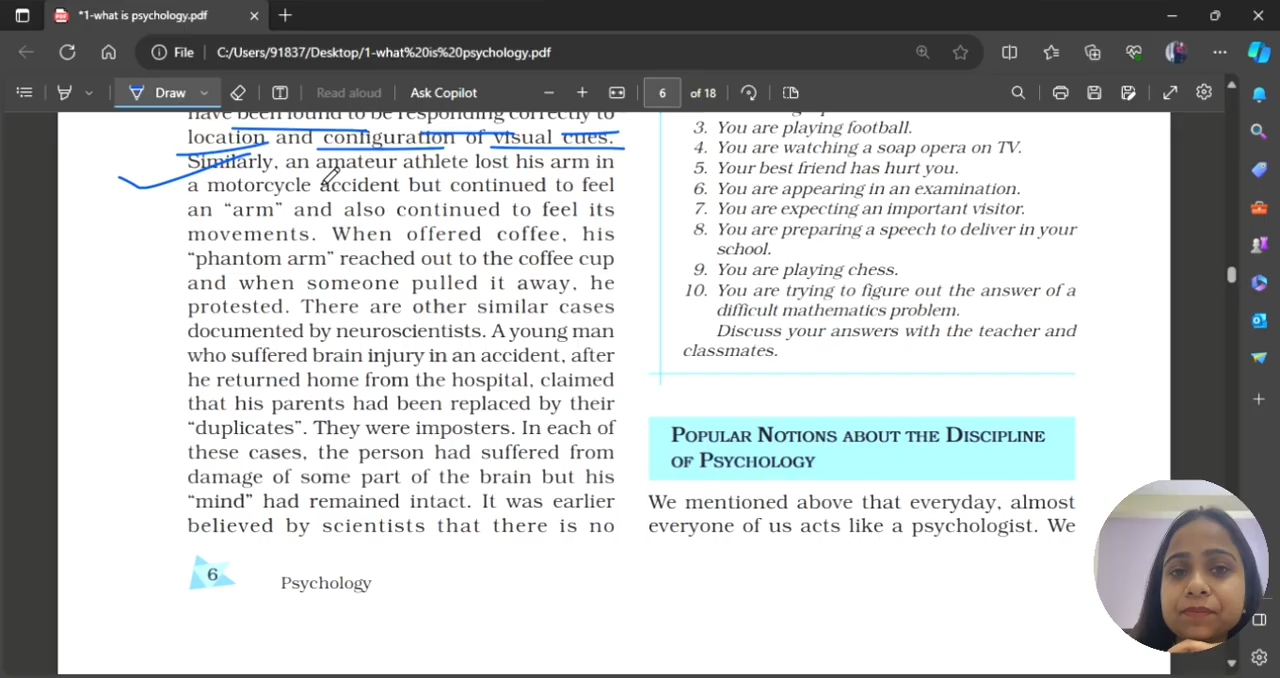 *1-what is psychology.pdf
File
C:/Users/91837/Desktop/1-what%20is%20psychology.pdf
Draw
Read aloud
Ask Copilot
6
of 18
have been found to be responding correctly to
location and configuration of visual cues.
Similarly, an amateur athlete lost his arm in
a motorcycle accident but continued to feel
an “arm” and also continued to feel its
movements. When offered coffee, his
“phantom arm” reached out to the coffee cup
and when someone pulled it away, he
protested. There are other similar cases
documented by neuroscientists. A young man
who suffered brain injury in an accident, after
he returned home from the hospital, claimed
that his parents had been replaced by their
“duplicates”. They were imposters. In each of
these cases, the person had suffered from
damage of some part of the brain but his
“mind” had remained intact. It was earlier
believed by scientists that there is no
6
Psychology
3. You are playing football.
4. You are watching a soap opera on TV.
5. Your best friend has hurt you.
6. You are appearing in an examination.
7. You are expecting an important visitor.
8. You are preparing a speech to deliver in your
school.
9. You are playing chess.
10. You are trying to figure out the answer of a
difficult mathematics problem.
Discuss your answers with the teacher and
classmates.
POPULAR NOTIONS ABOUT THE DISCIPLINE
OF PSYCHOLOGY
We mentioned above that everyday, almost
everyone of us acts like a psychologist. We